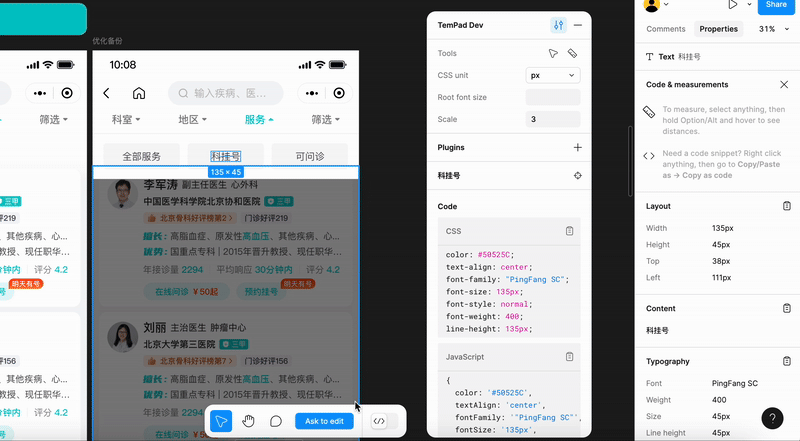 优化备份
10:08
输入疾病、医…
筛选
科室
地区
服务
筛选
全部服务
科挂号
可问诊
135 × 45
李军涛 副主任医生 心外科
中国医学科学院北京协和医院 三甲
北京骨科好评榜第2 >
门诊好评219
擅长：高脂血症、原发性高血压、其他疾病、心…
优势：国重点专科 | 2015年晋升教授、现任职华…
年接诊量 2294 平均响应 30分钟内 评分 4.2
明天有号
在线问诊 ¥50起
预约挂号
刘丽 主治医生 肿瘤中心
北京大学第三医院 三甲
北京骨科好评榜第7 >
门诊好评156
擅长：高脂血症、原发性高血压、其他疾病、心…
优势：国重点专科 | 2015年晋升教授、现任职华…
三甲
评219
、其他疾病、心…
教授、现任职华…
分钟内 评分 4.2
明天有号
号
三甲
评156
、其他疾病、心…
教授、现任职华…
Ask to edit
TemPad Dev
Tools
CSS unit
px
Root font size
Scale
3
Plugins
科挂号
Code
CSS
color: #50525C;
text-align: center;
font-family: "PingFang SC";
font-size: 135px;
font-style: normal;
font-weight: 400;
line-height: 135px;
JavaScript
{
color: '#50525C',
textAlign: 'center',
fontFamily: '"PingFang SC"',
fontSize: '135px',
Share
Comments
Properties
31%
Text 科挂号
Code & measurements
To measure, select anything, then
hold Option/Alt and hover to see
distances.
Need a code snippet? Right click
anything, then go to Copy/Paste
as → Copy as code
Layout
Width 135px
Height 45px
Top 38px
Left 111px
Content
科挂号
Typography
Font PingFang SC
Weight 400
Size 45px
Line height 45px
?